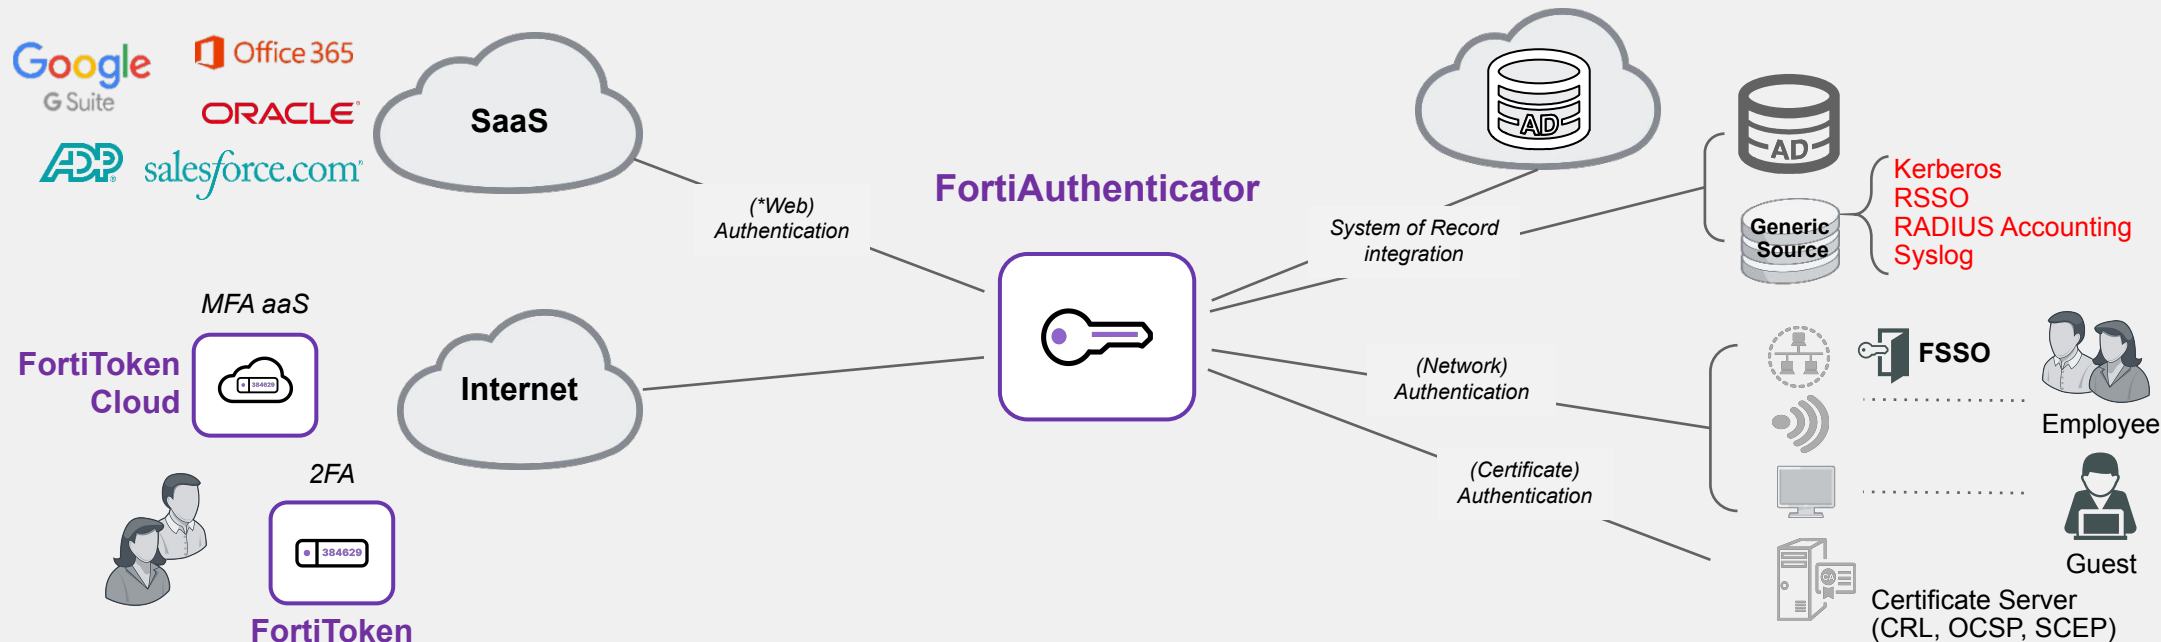 Google
G Suite
Office 365
ORACLE
ADP
salesforce.com
SaaS
(*Web)
Authentication
FortiAuthenticator
AD
System of Record
integration
AD
Generic
Source
Kerberos
RSSO
RADIUS Accounting
Syslog
MFA aaS
FortiToken
Cloud
384629
Internet
(Network)
Authentication
FSSO
Employee
2FA
384629
FortiToken
(Certificate)
Authentication
Guest
CA
Certificate Server
(CRL, OCSP, SCEP)